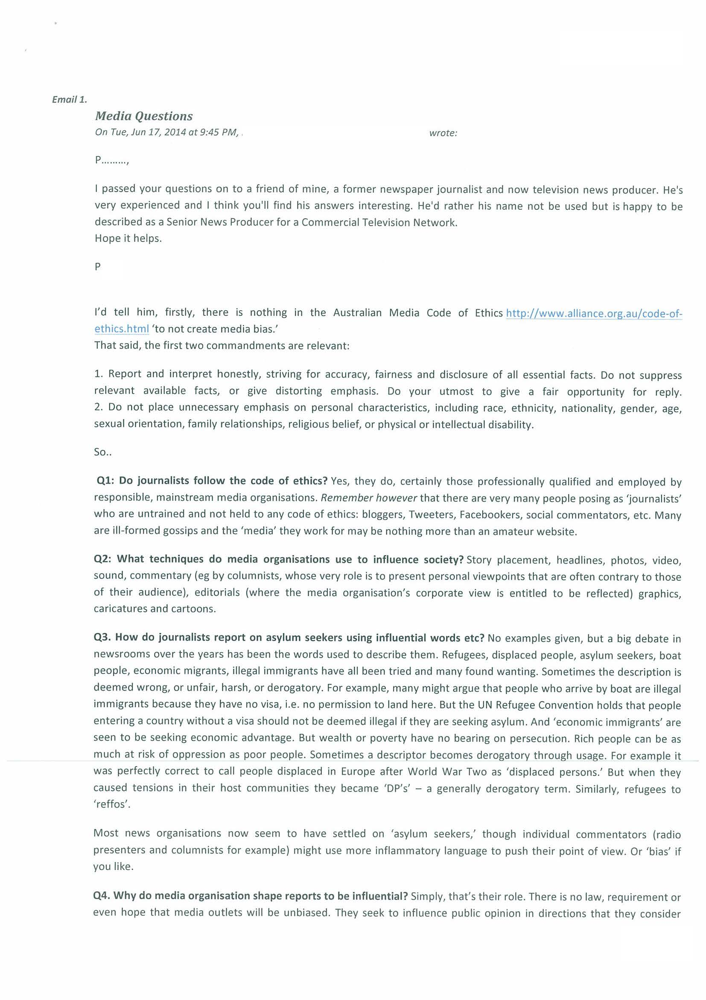 Email 1.
Media Questions
On Tue, Jun 17, 2014 at 9:45 PM, . wrote:
P.........,
I passed your questions on to a friend of mine, a former newspaper journalist and now television news producer. He's
very experienced and I think you'll find his answers interesting. He'd rather his name not be used but is happy to be
described as a Senior News Producer for a Commercial Television Network.
Hope it helps.
P
I’d tell him, firstly, there is nothing in the Australian Media Code of Ethics http://www.alliance.org.au/code-of-
ethics.html ‘to not create media bias.’
That said, the first two commandments are relevant:
1. Report and interpret honestly, striving for accuracy, fairness and disclosure of all essential facts. Do not suppress
relevant available facts, or give distorting emphasis. Do your utmost to give a fair opportunity for reply.
2. Do not place unnecessary emphasis on personal characteristics, including race, ethnicity, nationality, gender, age,
sexual orientation, family relationships, religious belief, or physical or intellectual disability.
So..
Q1: Do journalists follow the code of ethics? Yes, they do, certainly those professionally qualified and employed by
responsible, mainstream media organisations. Remember however that there are very many people posing as ‘journalists’
who are untrained and not held to any code of ethics: bloggers, Tweeters, Facebookers, social commentators, etc. Many
are ill-formed gossips and the ‘media’ they work for may be nothing more than an amateur website.
Q2: What techniques do media organisations use to influence society? Story placement, headlines, photos, video,
sound, commentary (eg by columnists, whose very role is to present personal viewpoints that are often contrary to those
of their audience), editorials (where the media organisation’s corporate view is entitled to be reflected) graphics,
caricatures and cartoons.
Q3. How do journalists report on asylum seekers using influential words etc? No examples given, but a big debate in
newsrooms over the years has been the words used to describe them. Refugees, displaced people, asylum seekers, boat
people, economic migrants, illegal immigrants have all been tried and many found wanting. Sometimes the description is
deemed wrong, or unfair, harsh, or derogatory. For example, many might argue that people who arrive by boat are illegal
immigrants because they have no visa, i.e. no permission to land here. But the UN Refugee Convention holds that people
entering a country without a visa should not be deemed illegal if they are seeking asylum. And ‘economic immigrants’ are
seen to be seeking economic advantage. But wealth or poverty have no bearing on persecution. Rich people can be as
much at risk of oppression as poor people. Sometimes a descriptor becomes derogatory through usage. For example it
was perfectly correct to call people displaced in Europe after World War Two as ‘displaced persons.’ But when they
caused tensions in their host communities they became ‘DP’s’ – a generally derogatory term. Similarly, refugees to
‘reffos’.
Most news organisations now seem to have settled on ‘asylum seekers,’ though individual commentators (radio
presenters and columnists for example) might use more inflammatory language to push their point of view. Or ‘bias’ if
you like.
Q4. Why do media organisation shape reports to be influential? Simply, that’s their role. There is no law, requirement or
even hope that media outlets will be unbiased. They seek to influence public opinion in directions that they consider